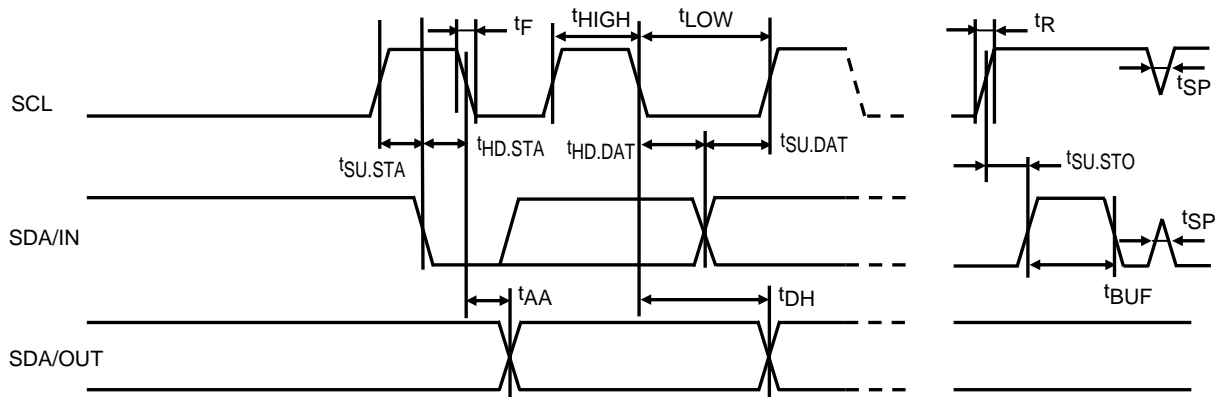 tF
tHIGH
tLOW
tR
SCL
tSP
tSU.STA
tHD.STA
tHD.DAT
tSU.DAT
tSU.STO
SDA/IN
tSP
tAA
tDH
tBUF
SDA/OUT